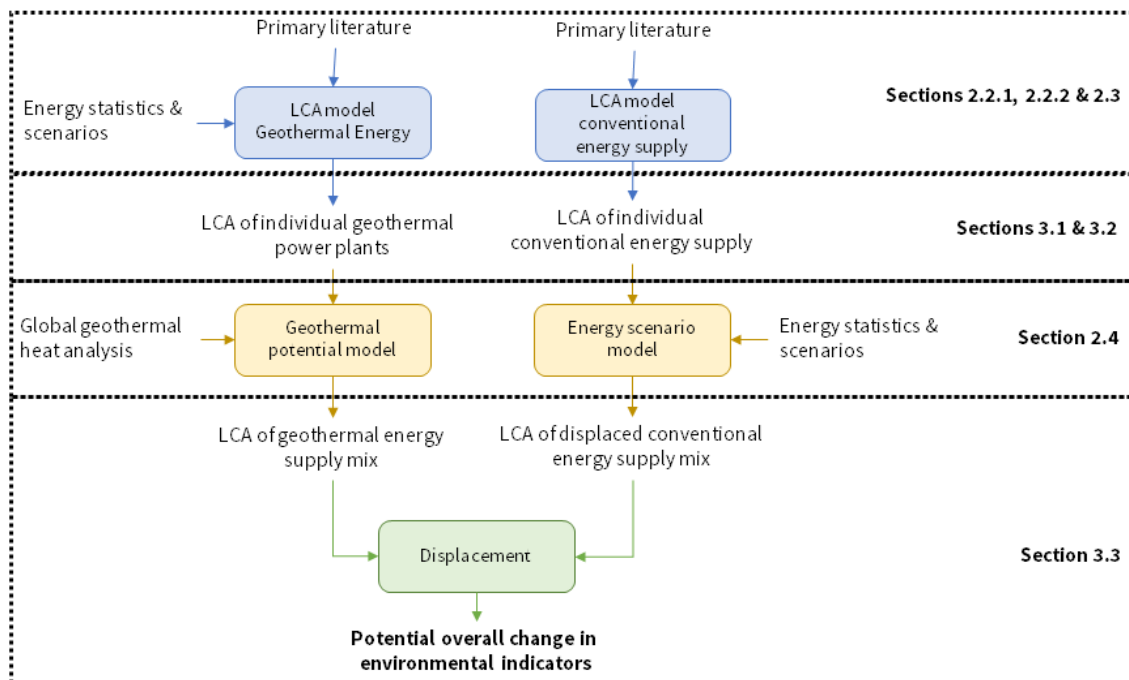 Primary literature
Primary literature
Energy statistics &
scenarios
LCA model
Geothermal Energy
LCA model
conventional
energy supply
Sections 2.2.1, 2.2.2 & 2.3
LCA of individual geothermal
power plants
LCA of individual
conventional energy supply
Sections 3.1 & 3.2
Global geothermal
heat analysis
Geothermal
potential model
Energy scenario
model
Energy statistics &
scenarios
Section 2.4
LCA of geothermal energy
supply mix
LCA of displaced conventional
energy supply mix
Displacement
Section 3.3
Potential overall change in
environmental indicators